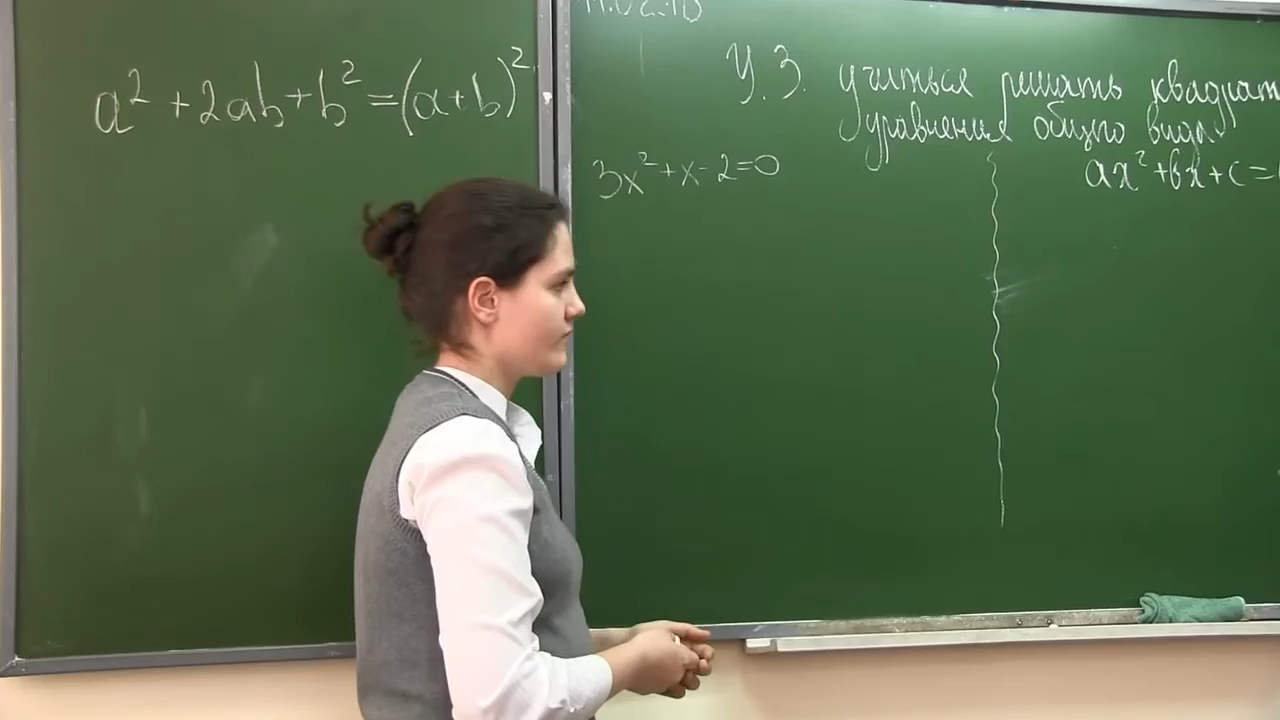 a² + 2ab + b² = (a + b)²
У.З. учиться решать квадрат
уравнения общего вида
3x² + x - 2 = 0
ax² + bx + c =